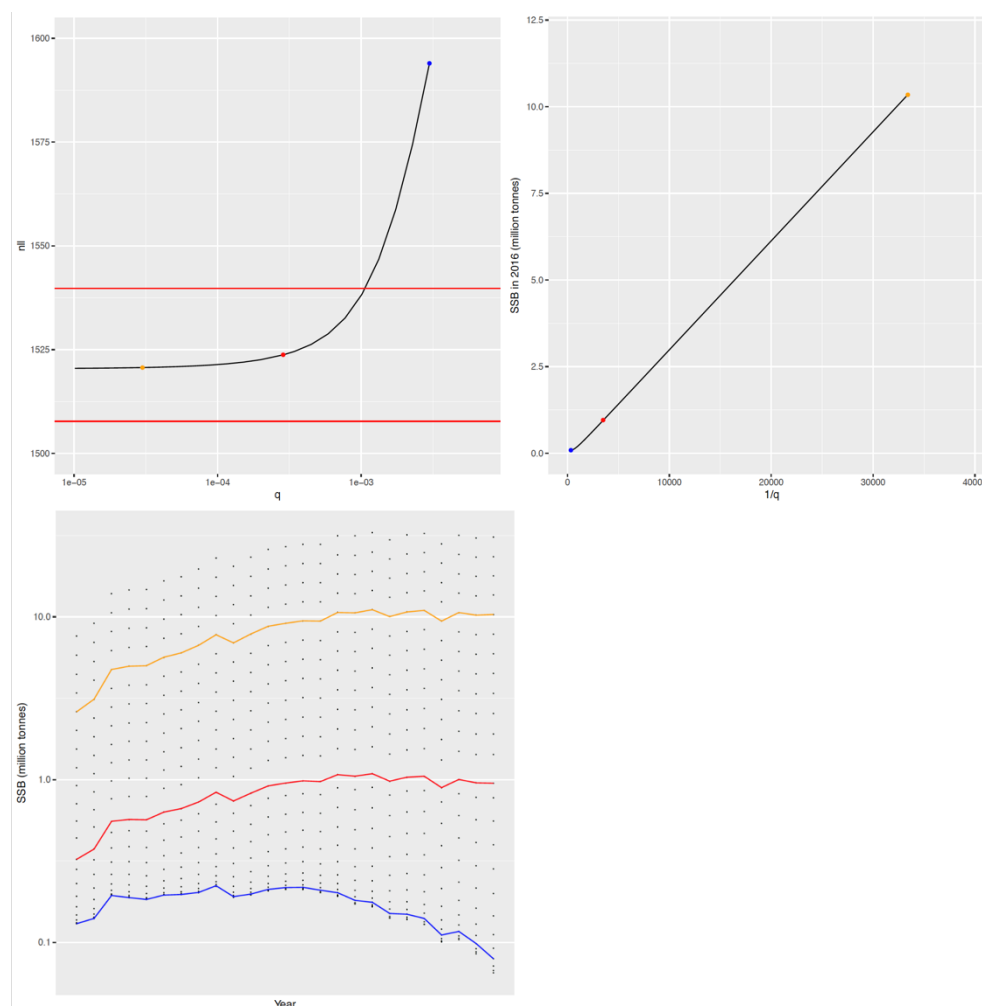 1600
1575
1550
1525
1500
nll
1e-05 1e-04 1e-03
q
12.5
10.0
7.5
5.0
2.5
0.0
SSB in 2016 (million tonnes)
0 10000 20000 30000 4000
1/q
10.0
1.0
0.1
SSB (million tonnes)
Year